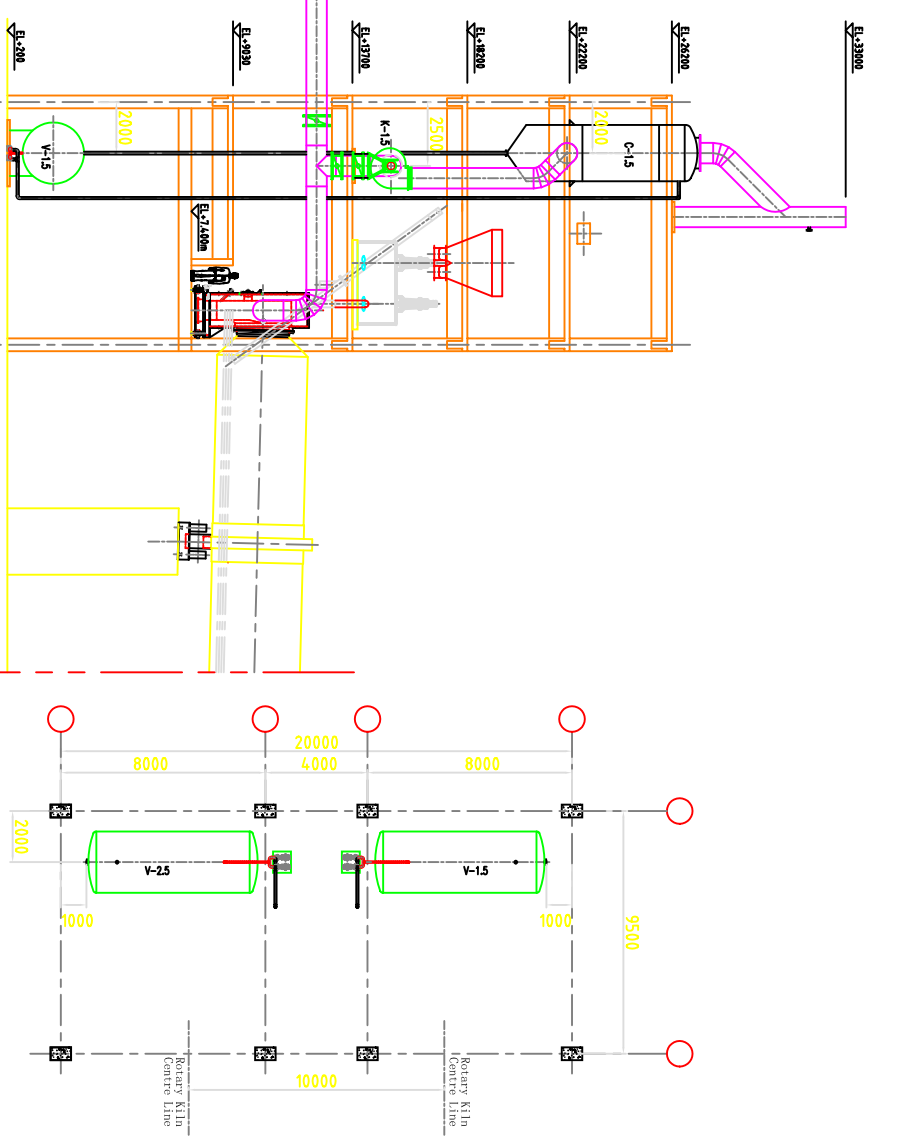 EL+200
EL+9030
EL+13700
EL+18200
EL+22200
EL+26200
EL+33000
2000
2500
2000
V-1.5
K-1.5
C-1.5
EL+7.400m
20000
8000
4000
8000
2000
V-2.5
V-1.5
1000
1000
9500
10000
Rotary Kiln
Centre Line
Rotary Kiln
Centre Line